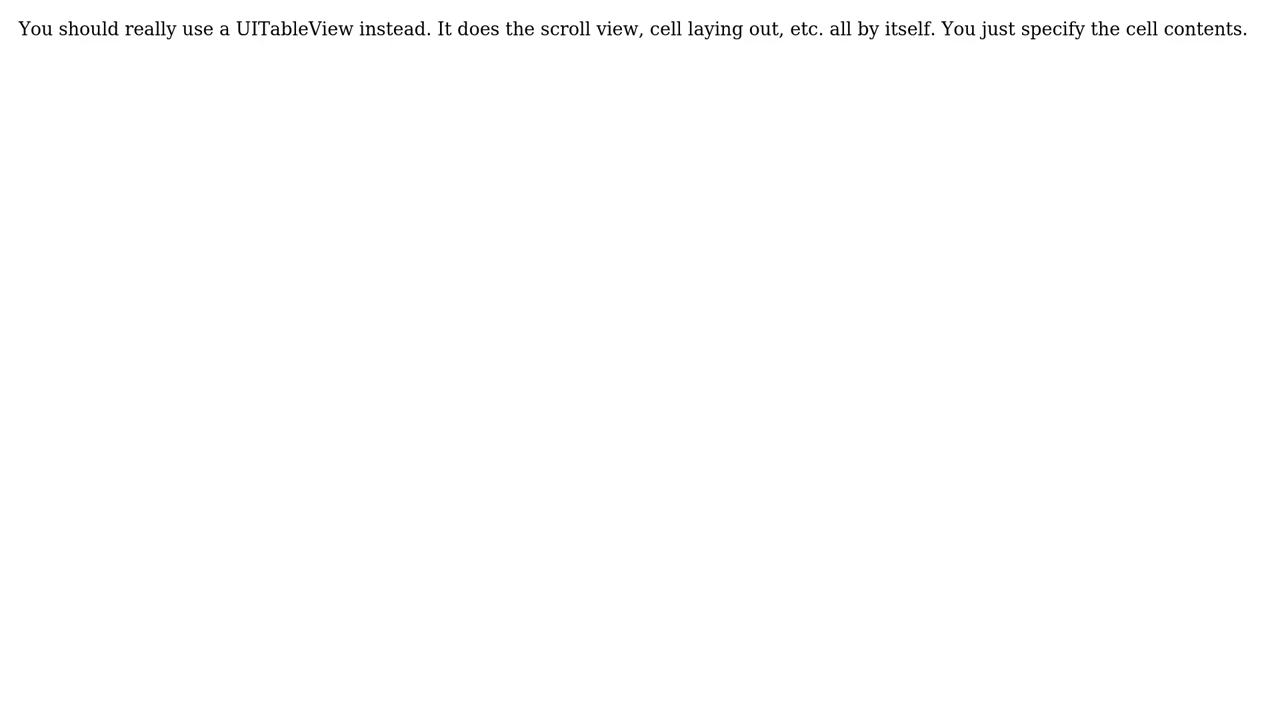 You should really use a UITableView instead. It does the scroll view, cell laying out, etc. all by itself. You just specify the cell contents.